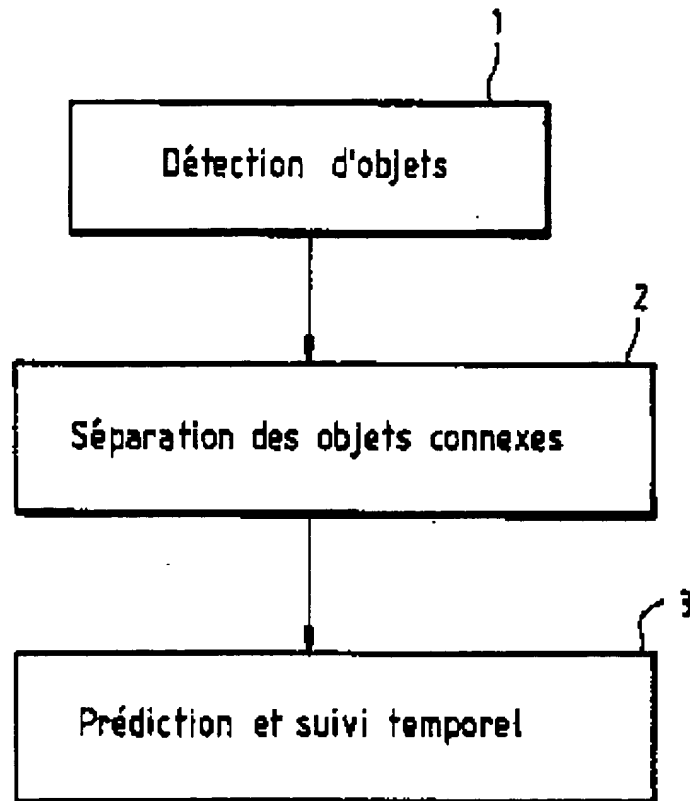 1
Détection d'objets
2
Séparation des objets connexes
3
Prédiction et suivi temporel